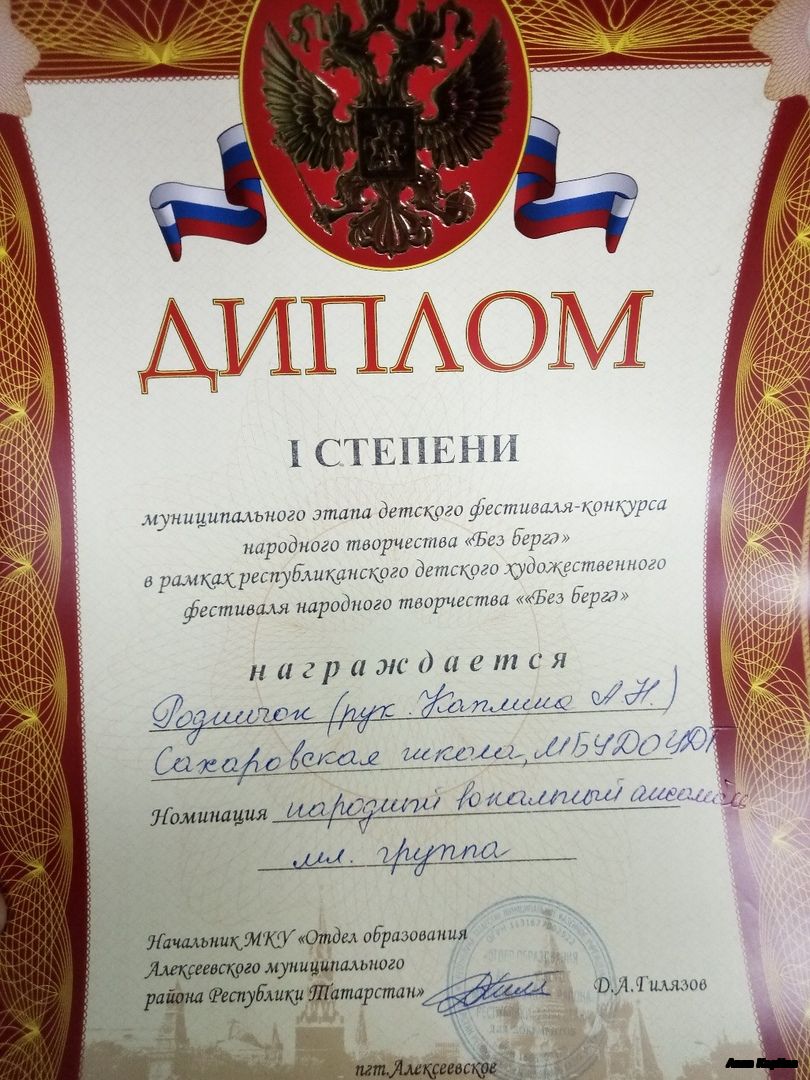 ДИПЛОМ
I СТЕПЕНИ
муниципального этапа детского фестиваля-конкурса
народного творчества «Без бергә»
в рамках республиканского детского художественного
фестиваля народного творчества ««Без бергә»
награждается
Родничок (рук. Каплина А.Н.)
Сахаровская школа, МБУДОЦДТ
Номинация народный вокальный ансамбль
мл. группа
Начальник МКУ «Отдел образования
Алексеевского муниципального
района Республики Татарстан»
Д.А.Гилязов
пгт.Алексеевское